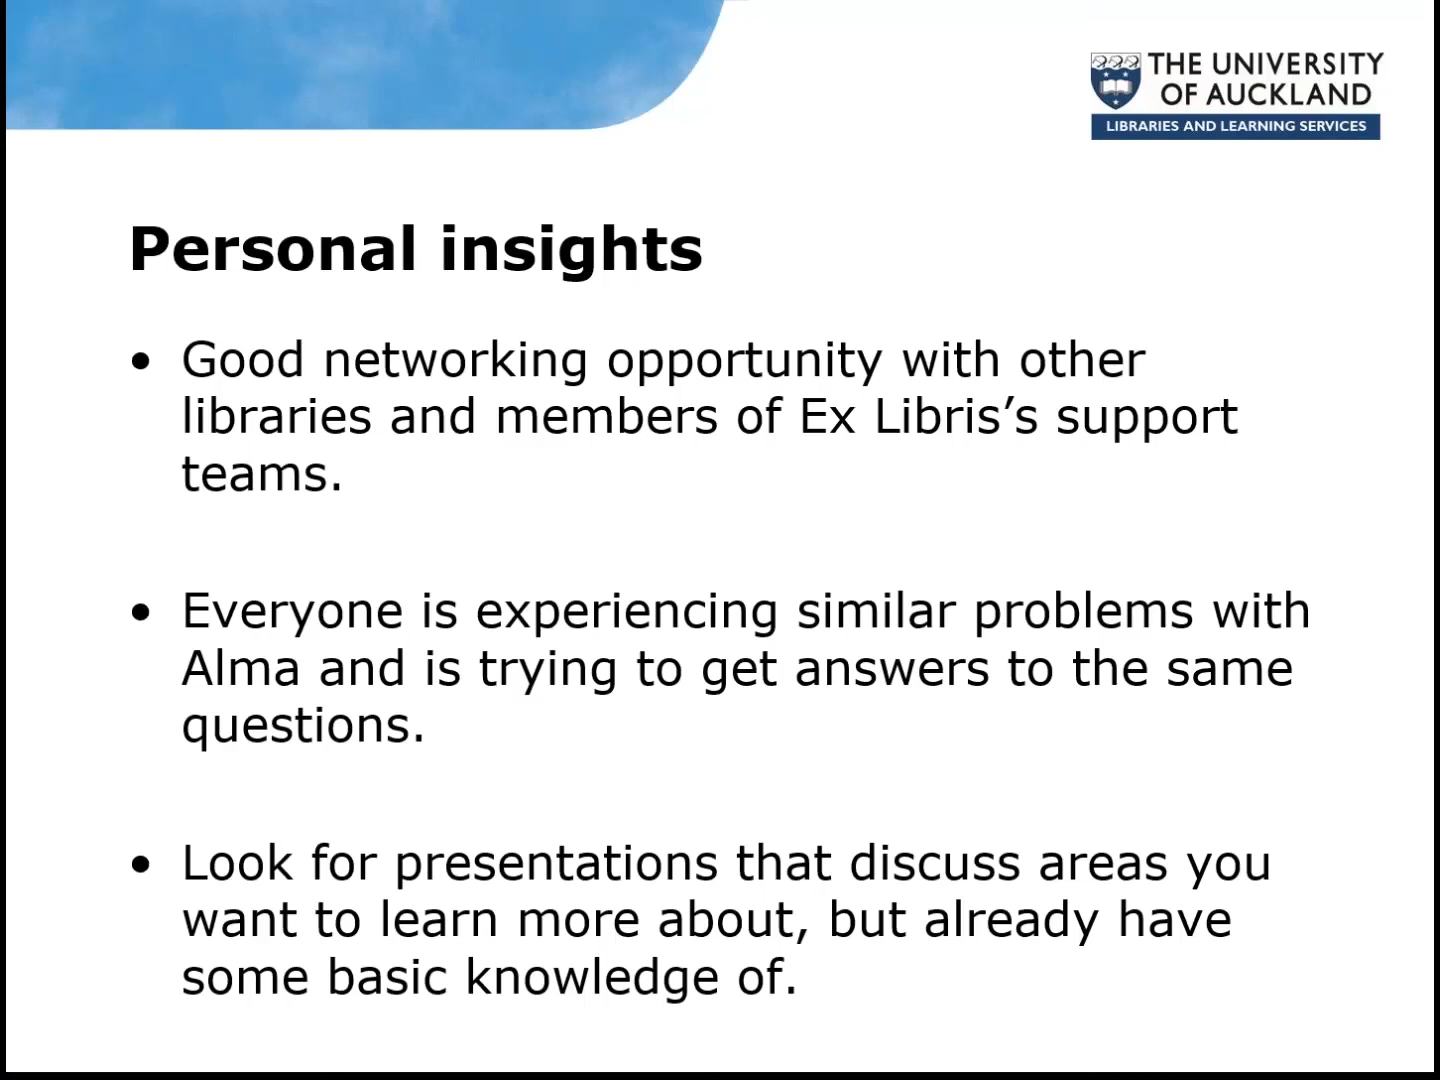 THE UNIVERSITY
OF AUCKLAND
LIBRARIES AND LEARNING SERVICES
Personal insights
• Good networking opportunity with other
libraries and members of Ex Libris’s support
teams.
• Everyone is experiencing similar problems with
Alma and is trying to get answers to the same
questions.
• Look for presentations that discuss areas you
want to learn more about, but already have
some basic knowledge of.